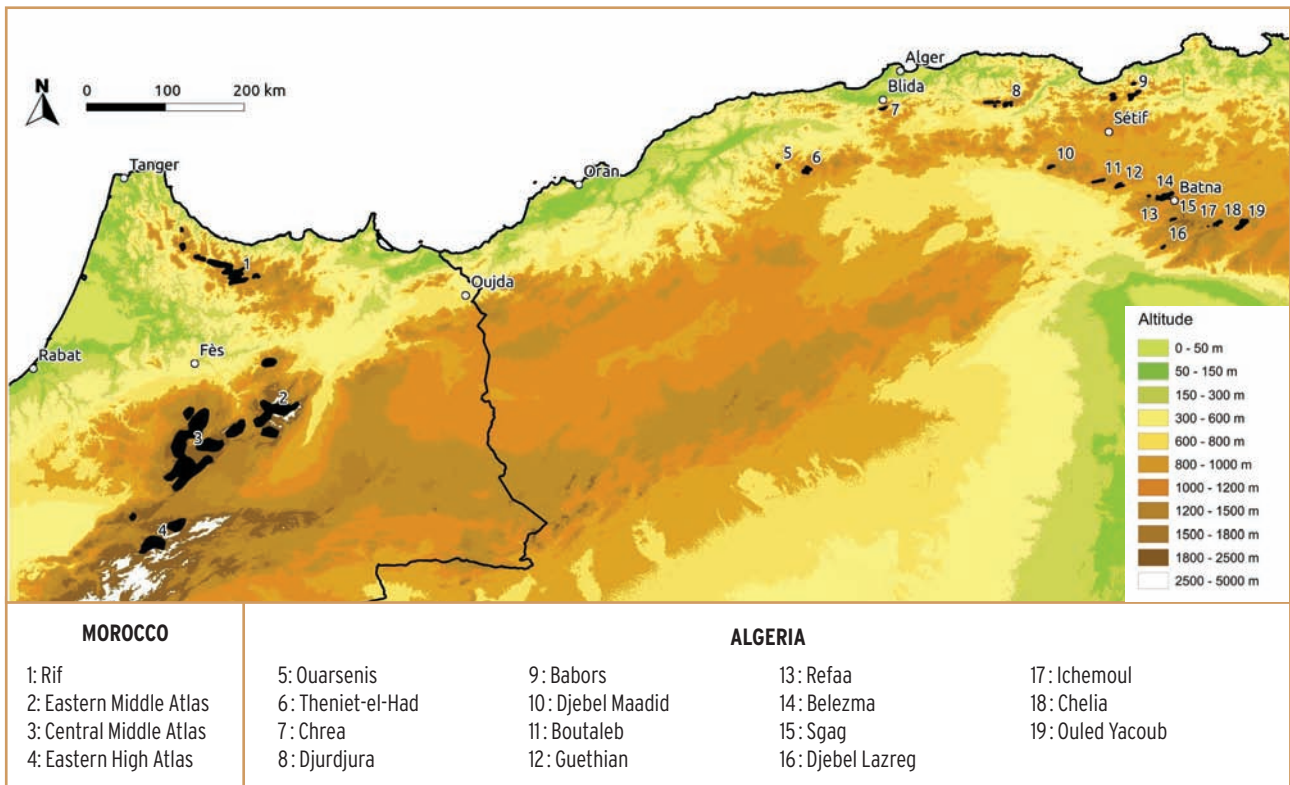 N
0 100 200 km
Alger
Blida
7
8
9
Sétif
Tanger
Oran
5
6
10
11
12
14
Batna
13
15
17
18
19
16
1
Oujda
Rabat
Fès
2
3
4
Altitude
0 - 50 m
50 - 150 m
150 - 300 m
300 - 600 m
600 - 800 m
800 - 1000 m
1000 - 1200 m
1200 - 1500 m
1500 - 1800 m
1800 - 2500 m
2500 - 5000 m
MOROCCO
1: Rif
2: Eastern Middle Atlas
3: Central Middle Atlas
4: Eastern High Atlas
ALGERIA
5: Ouarsenis
6: Theniet-el-Had
7: Chrea
8: Djurdjura
9: Babors
10: Djebel Maadid
11: Boutaleb
12: Guethian
13: Refaa
14: Belezma
15: Sgag
16: Djebel Lazreg
17: Ichemoul
18: Chelia
19: Ouled Yacoub